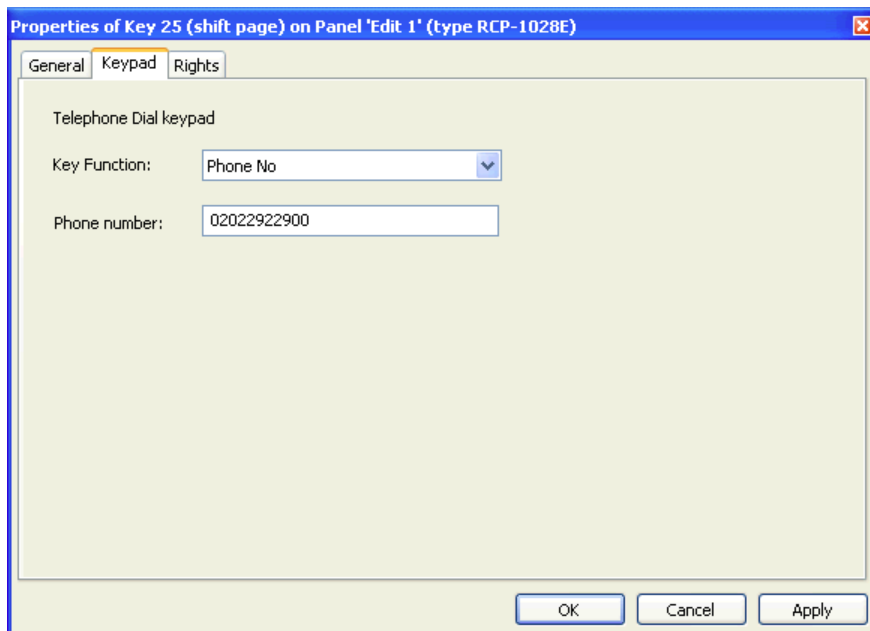 Properties of Key 25 (shift page) on Panel 'Edit 1' (type RCP-1028E)
General Keypad Rights
Telephone Dial keypad
Key Function: Phone No
Phone number: 02022922900
OK Cancel Apply